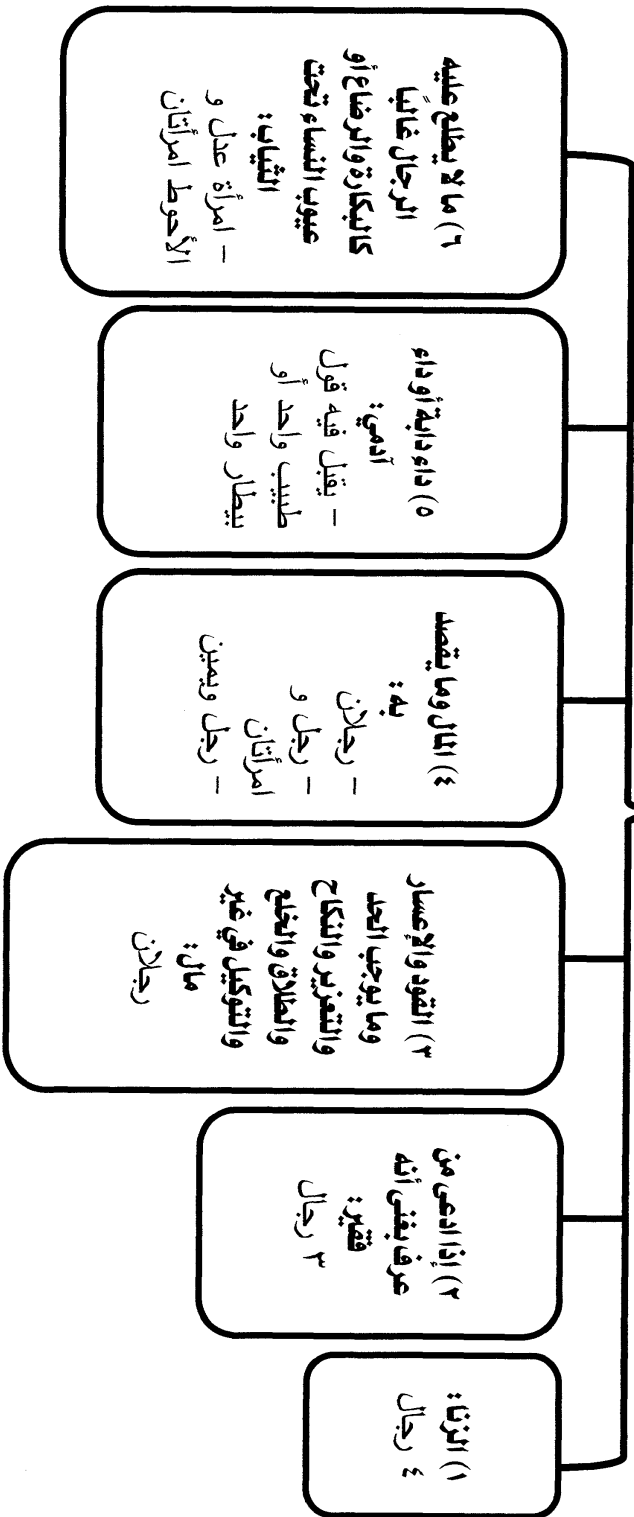 ١) الزنا:
٤ رجال
٢) إذا ادعى من
عرف بغنى أنه
فقير:
٣ رجال
٣) القود والإعسار
وما يوجب الحد
والتعزير والنكاح
والطلاق والخلع
والتوكيل في غير
مال:
رجلان
٤) المال وما يقصد
به:
– رجلان
– رجل و
امرأتان
– رجل ويمين
٥) داء دابة أو داء
آدمي:
– يقبل فيه قول
طبيب واحد أو
بيطار واحد
٦) ما لا يطلع عليه
الرجال غالبًا
كالبكارة والرضاع أو
عيوب النساء تحت
الثياب:
– امرأة عدل و
الأحوط امرأتان